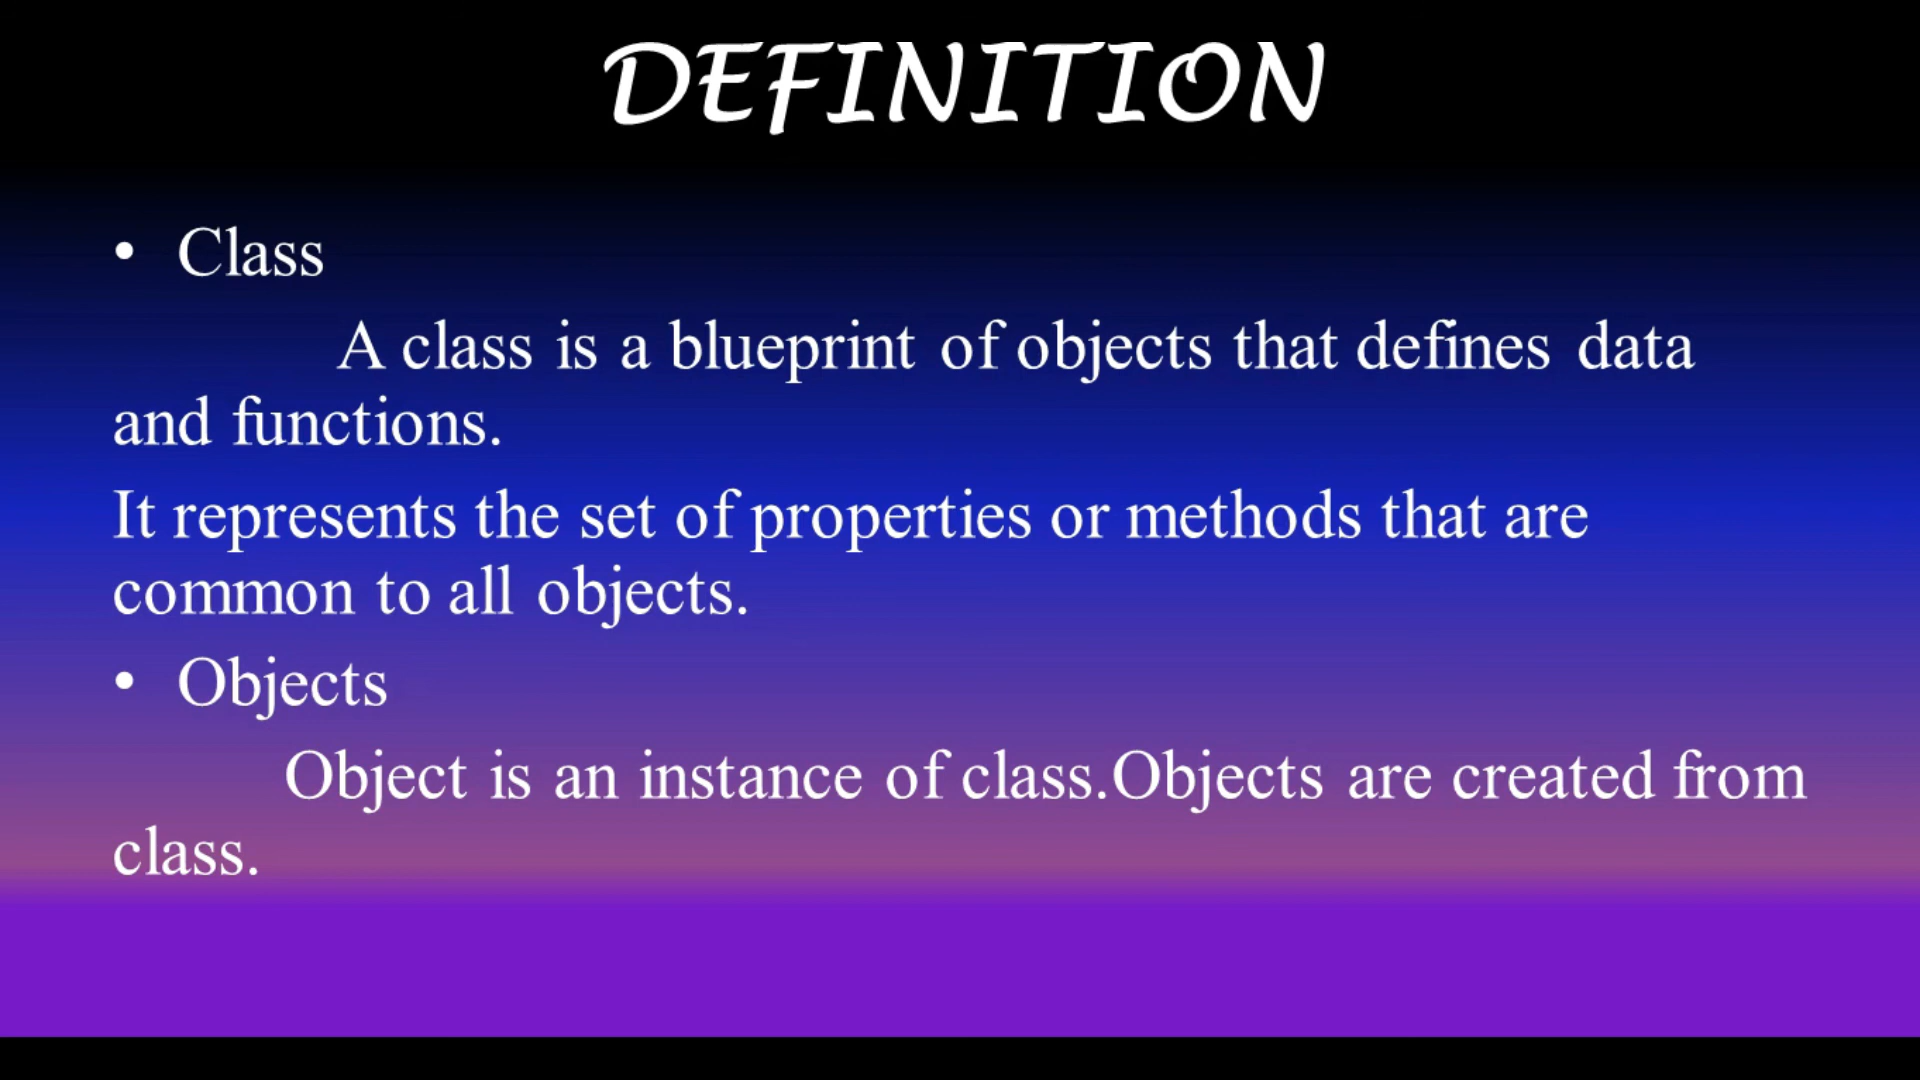 DEFINITION
• Class
A class is a blueprint of objects that defines data
and functions.
It represents the set of properties or methods that are
common to all objects.
• Objects
Object is an instance of class.Objects are created from
class.